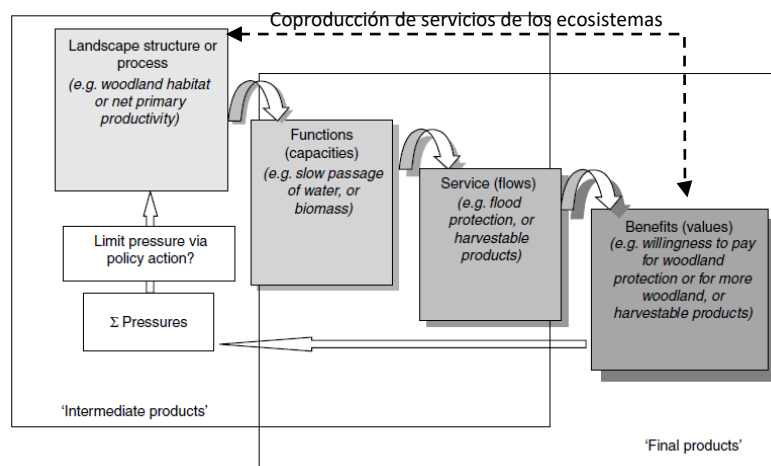 Coproducción de servicios de los ecosistemas
Landscape structure or
process
(e.g. woodland habitat
or net primary
productivity)
Functions
(capacities)
(e.g. slow passage
of water, or
biomass)
Service (flows)
(e.g. flood
protection, or
harvestable
products)
Benefits (values)
(e.g. willingness to pay
for woodland
protection or for more
woodland, or
harvestable products)
Limit pressure via
policy action?
Σ Pressures
‘Intermediate products’
‘Final products’